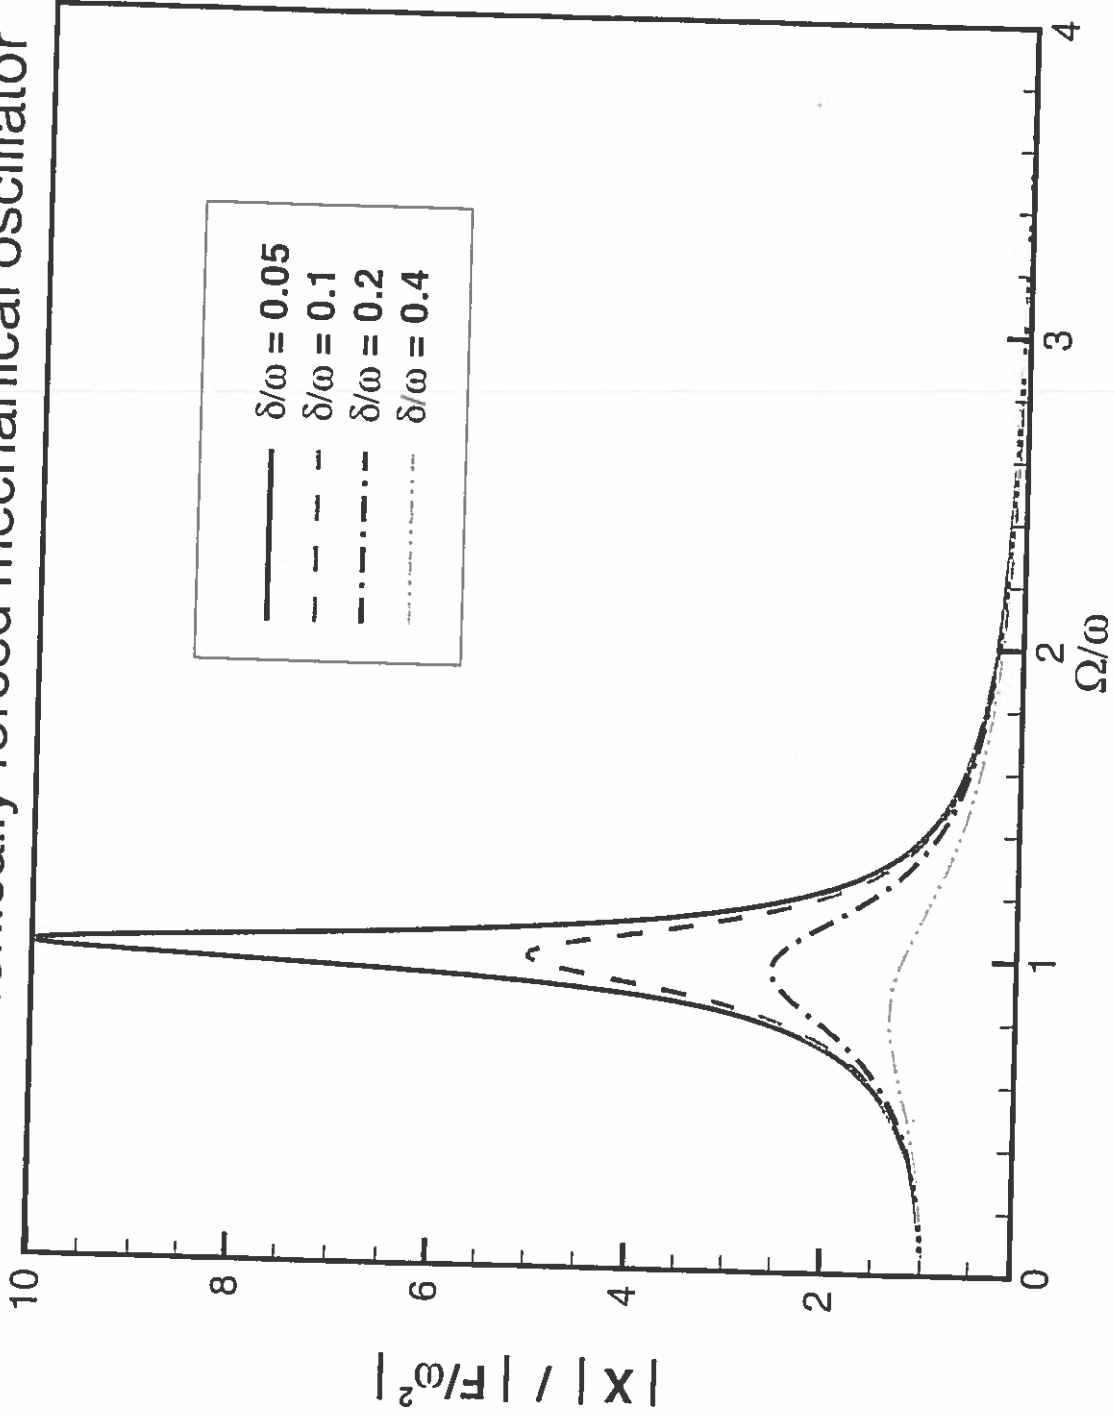 forced mechanical oscillator
| X | / | F/ω² |
10
8
6
4
2
0
δ/ω = 0.05
δ/ω = 0.1
δ/ω = 0.2
δ/ω = 0.4
1
2
3
4
Ω/ω